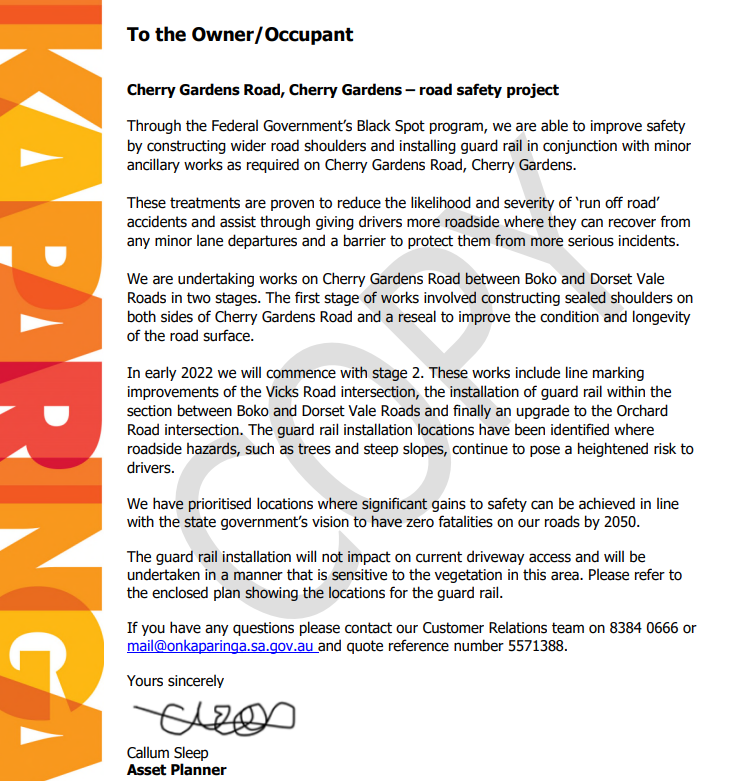 KAPARINGA
To the Owner/Occupant
Cherry Gardens Road, Cherry Gardens – road safety project
Through the Federal Government's Black Spot program, we are able to improve safety
by constructing wider road shoulders and installing guard rail in conjunction with minor
ancillary works as required on Cherry Gardens Road, Cherry Gardens.
These treatments are proven to reduce the likelihood and severity of 'run off road'
accidents and assist through giving drivers more roadside where they can recover from
any minor lane departures and a barrier to protect them from more serious incidents.
We are undertaking works on Cherry Gardens Road between Boko and Dorset Vale
Roads in two stages. The first stage of works involved constructing sealed shoulders on
both sides of Cherry Gardens Road and a reseal to improve the condition and longevity
of the road surface.
In early 2022 we will commence with stage 2. These works include line marking
improvements of the Vicks Road intersection, the installation of guard rail within the
section between Boko and Dorset Vale Roads and finally an upgrade to the Orchard
Road intersection. The guard rail installation locations have been identified where
roadside hazards, such as trees and steep slopes, continue to pose a heightened risk to
drivers.
We have prioritised locations where significant gains to safety can be achieved in line
with the state government's vision to have zero fatalities on our roads by 2050.
The guard rail installation will not impact on current driveway access and will be
undertaken in a manner that is sensitive to the vegetation in this area. Please refer to
the enclosed plan showing the locations for the guard rail.
If you have any questions please contact our Customer Relations team on 8384 0666 or
mail@onkaparinga.sa.gov.au and quote reference number 5571388.
Yours sincerely
Callum Sleep
Asset Planner
COPY